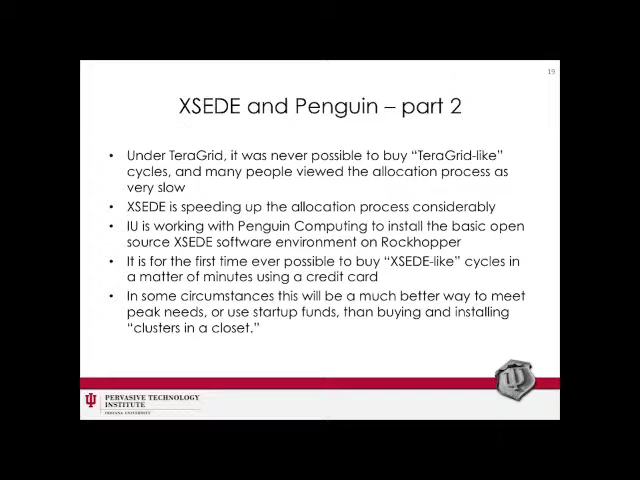 19
XSEDE and Penguin – part 2
• Under TeraGrid, it was never possible to buy “TeraGrid-like”
cycles, and many people viewed the allocation process as
very slow
• XSEDE is speeding up the allocation process considerably
• IU is working with Penguin Computing to install the basic open
source XSEDE software environment on Rockhopper
• It is for the first time ever possible to buy “XSEDE-like” cycles in
a matter of minutes using a credit card
• In some circumstances this will be a much better way to meet
peak needs, or use startup funds, than buying and installing
“clusters in a closet.”
PERVASIVE TECHNOLOGY
INSTITUTE
INDIANA UNIVERSITY